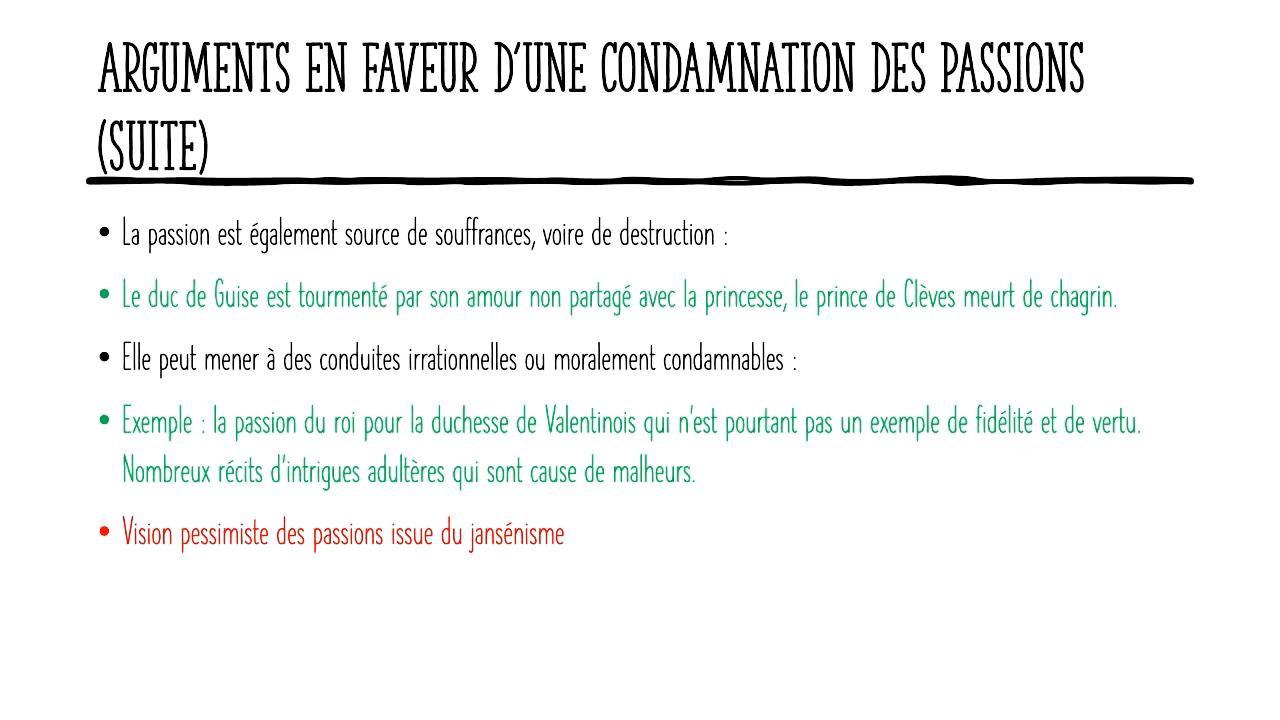 ARGUMENTS EN FAVEUR D'UNE CONDAMNATION DES PASSIONS
(SUITE)
• La passion est également source de souffrances, voire de destruction :
• Le duc de Guise est tourmenté par son amour non partagé avec la princesse, le prince de Clèves meurt de chagrin.
• Elle peut mener à des conduites irrationnelles ou moralement condamnables :
• Exemple : la passion du roi pour la duchesse de Valentinois qui n'est pourtant pas un exemple de fidélité et de vertu.
Nombreux récits d'intrigues adultères qui sont cause de malheurs.
• Vision pessimiste des passions issue du jansénisme